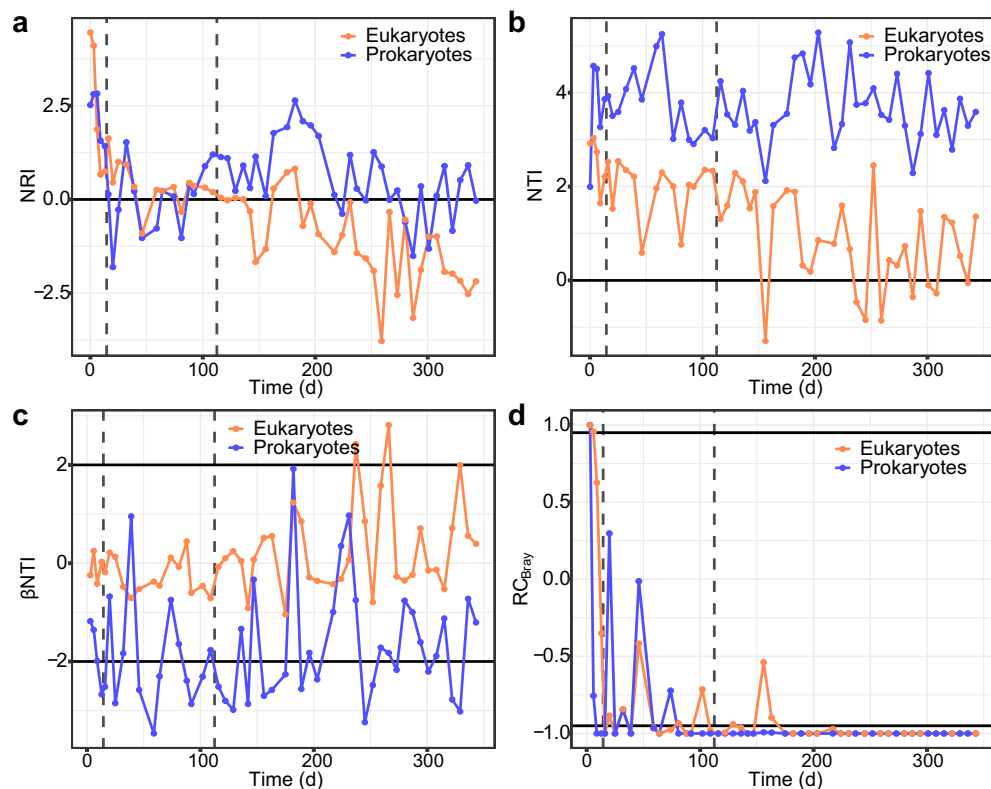 a
Eukaryotes
Prokaryotes
NRI
2.5
0.0
−2.5
0
100
200
300
Time (d)
b
Eukaryotes
Prokaryotes
NTI
4
2
0
0
100
200
300
Time (d)
c
Eukaryotes
Prokaryotes
βNTI
2
0
−2
0
100
200
300
Time (d)
d
Eukaryotes
Prokaryotes
RCBray
1.0
0.5
0.0
−0.5
−1.0
0
100
200
300
Time (d)